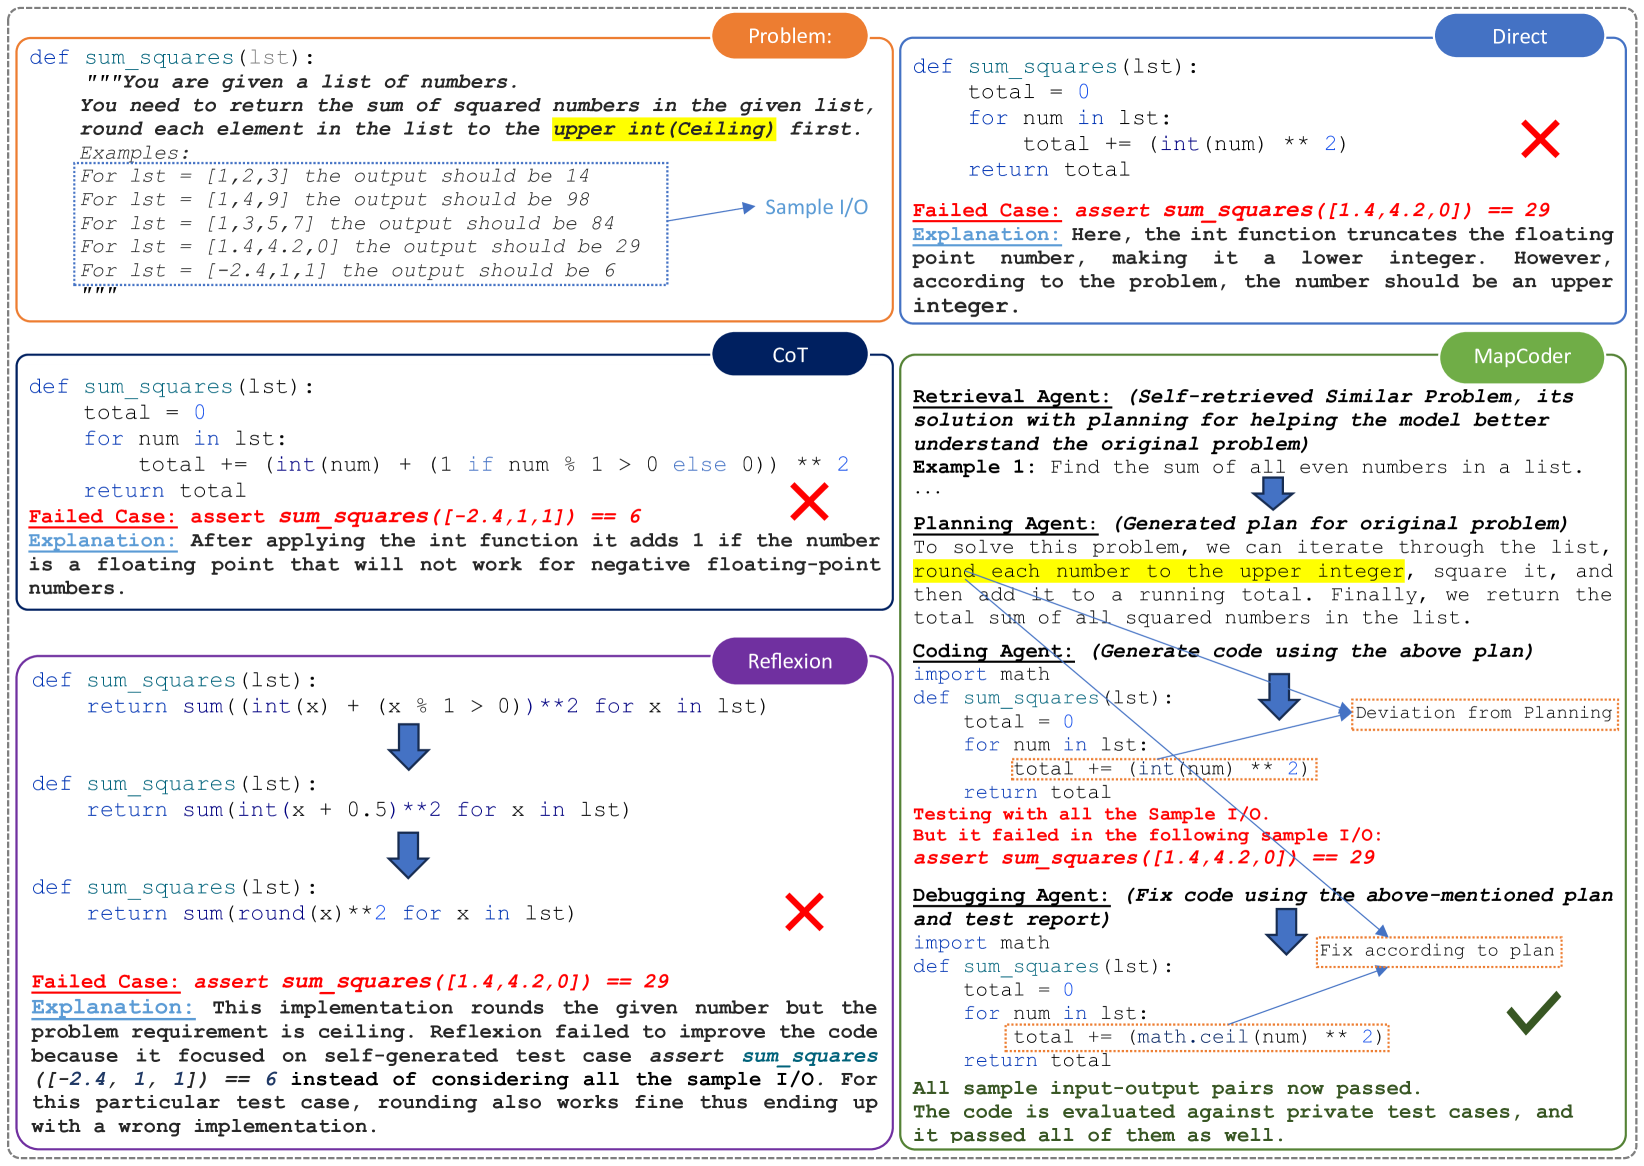 Problem:
def sum_squares(lst):
"""You are given a list of numbers.
You need to return the sum of squared numbers in the given list,
round each element in the list to the upper int(Ceiling) first.
Examples:
For lst = [1,2,3] the output should be 14
For lst = [1,4,9] the output should be 98
For lst = [1,3,5,7] the output should be 84
For lst = [1.4,4.2,0] the output should be 29
For lst = [-2.4,1,1] the output should be 6
"""
Sample I/O
Direct
def sum_squares(lst):
total = 0
for num in lst:
total += (int(num) ** 2)
return total
Failed Case: assert sum_squares([1.4,4.2,0]) == 29
Explanation: Here, the int function truncates the floating
point number, making it a lower integer. However,
according to the problem, the number should be an upper
integer.
CoT
def sum_squares(lst):
total = 0
for num in lst:
total += (int(num) + (1 if num % 1 > 0 else 0)) ** 2
return total
Failed Case: assert sum_squares([-2.4,1,1]) == 6
Explanation: After applying the int function it adds 1 if the number
is a floating point that will not work for negative floating-point
numbers.
Reflexion
def sum_squares(lst):
return sum((int(x) + (x % 1 > 0))**2 for x in lst)
def sum_squares(lst):
return sum(int(x + 0.5)**2 for x in lst)
def sum_squares(lst):
return sum(round(x)**2 for x in lst)
Failed Case: assert sum_squares([1.4,4.2,0]) == 29
Explanation: This implementation rounds the given number but the
problem requirement is ceiling. Reflexion failed to improve the code
because it focused on self-generated test case assert sum_squares
([-2.4, 1, 1]) == 6 instead of considering all the sample I/O. For
this particular test case, rounding also works fine thus ending up
with a wrong implementation.
MapCoder
Retrieval Agent: (Self-retrieved Similar Problem, its
solution with planning for helping the model better
understand the original problem)
Example 1: Find the sum of all even numbers in a list.
...
Planning Agent: (Generated plan for original problem)
To solve this problem, we can iterate through the list,
round each number to the upper integer, square it, and
then add it to a running total. Finally, we return the
total sum of all squared numbers in the list.
Coding Agent: (Generate code using the above plan)
import math
def sum_squares(lst):
total = 0
for num in lst:
total += (int(num) ** 2)
return total
Deviation from Planning
Testing with all the Sample I/O.
But it failed in the following sample I/O:
assert sum_squares([1.4,4.2,0]) == 29
Debugging Agent: (Fix code using the above-mentioned plan
and test report)
import math
def sum_squares(lst):
total = 0
for num in lst:
total += (math.ceil(num) ** 2)
return total
Fix according to plan
All sample input-output pairs now passed.
The code is evaluated against private test cases, and
it passed all of them as well.